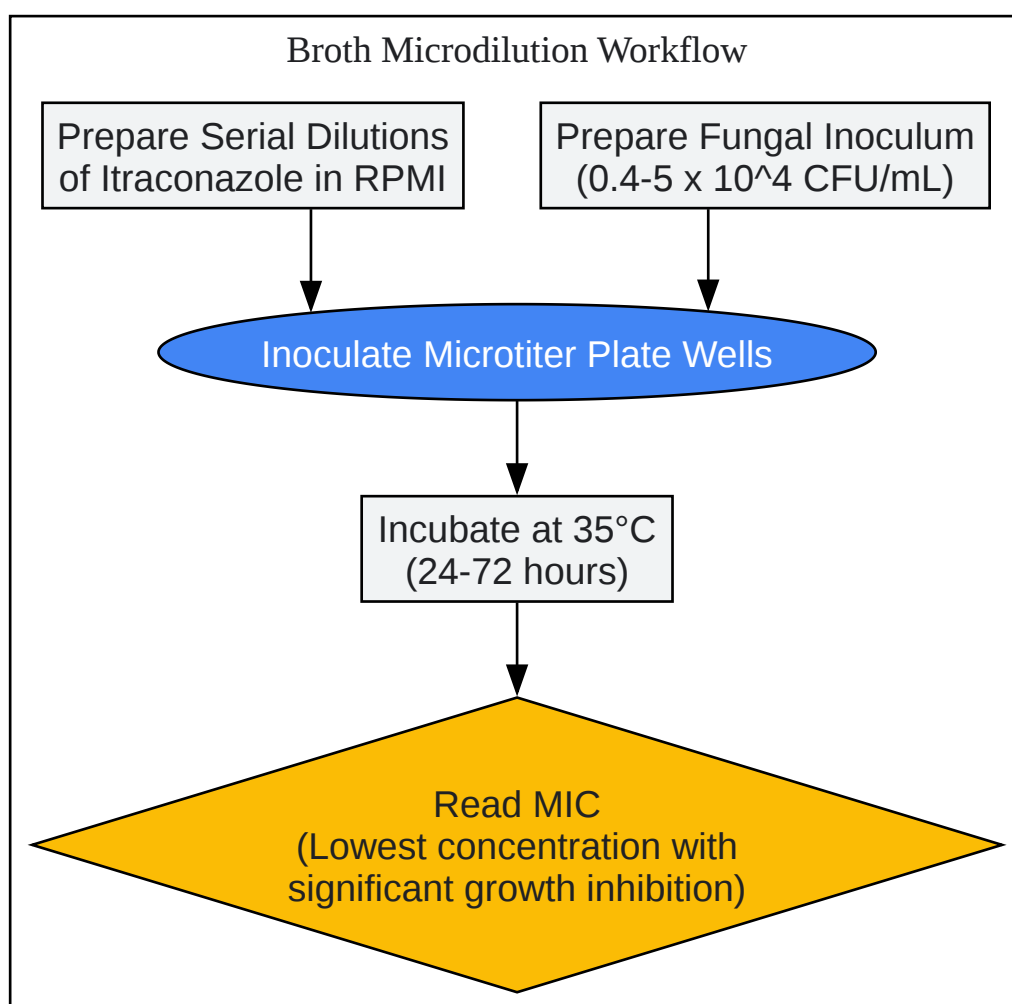 Broth Microdilution Workflow
Prepare Serial Dilutions
of Itraconazole in RPMI
Prepare Fungal Inoculum
(0.4-5 x 10^4 CFU/mL)
Inoculate Microtiter Plate Wells
Incubate at 35°C
(24-72 hours)
Read MIC
(Lowest concentration with
significant growth inhibition)